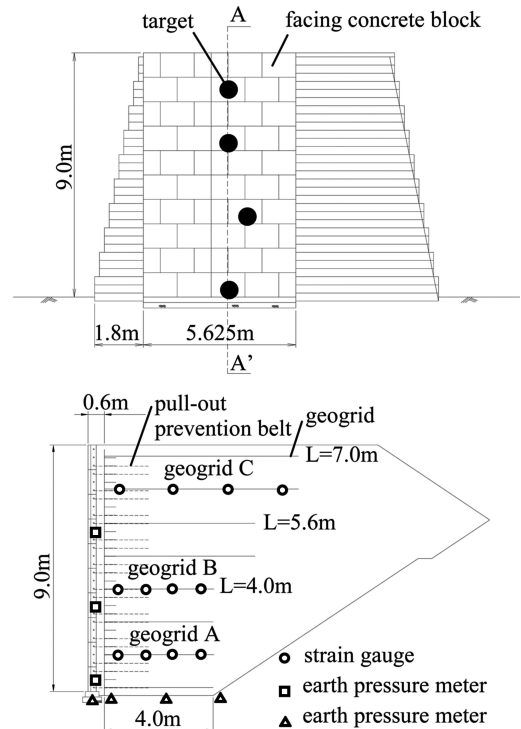 A
target
facing concrete block
9.0m
1.8m
5.625m
A'
0.6m
pull-out
prevention belt
geogrid
L=7.0m
geogrid C
L=5.6m
9.0m
geogrid B
L=4.0m
geogrid A
strain gauge
earth pressure meter
earth pressure meter
4.0m